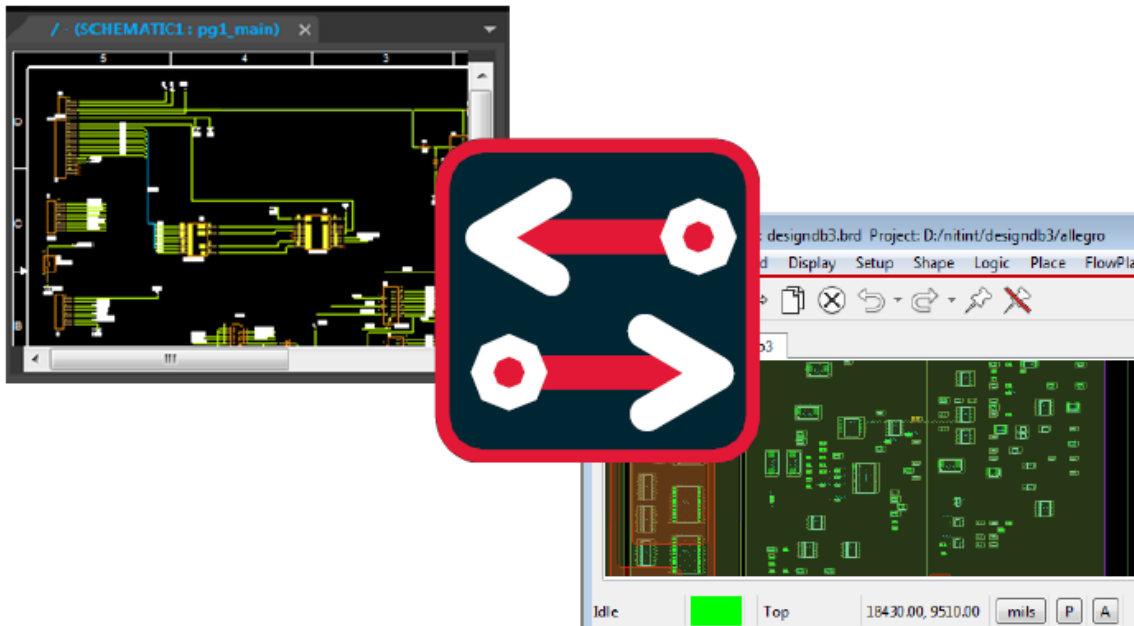 / - (SCHEMATIC1 : pg1_main)
5 4 3
D
C
B
: designdb3.brd Project: D:/nitint/designdb3/allegro
d Display Setup Shape Logic Place FlowPla
b3
Idle Top 18430.00, 9510.00 mils P A